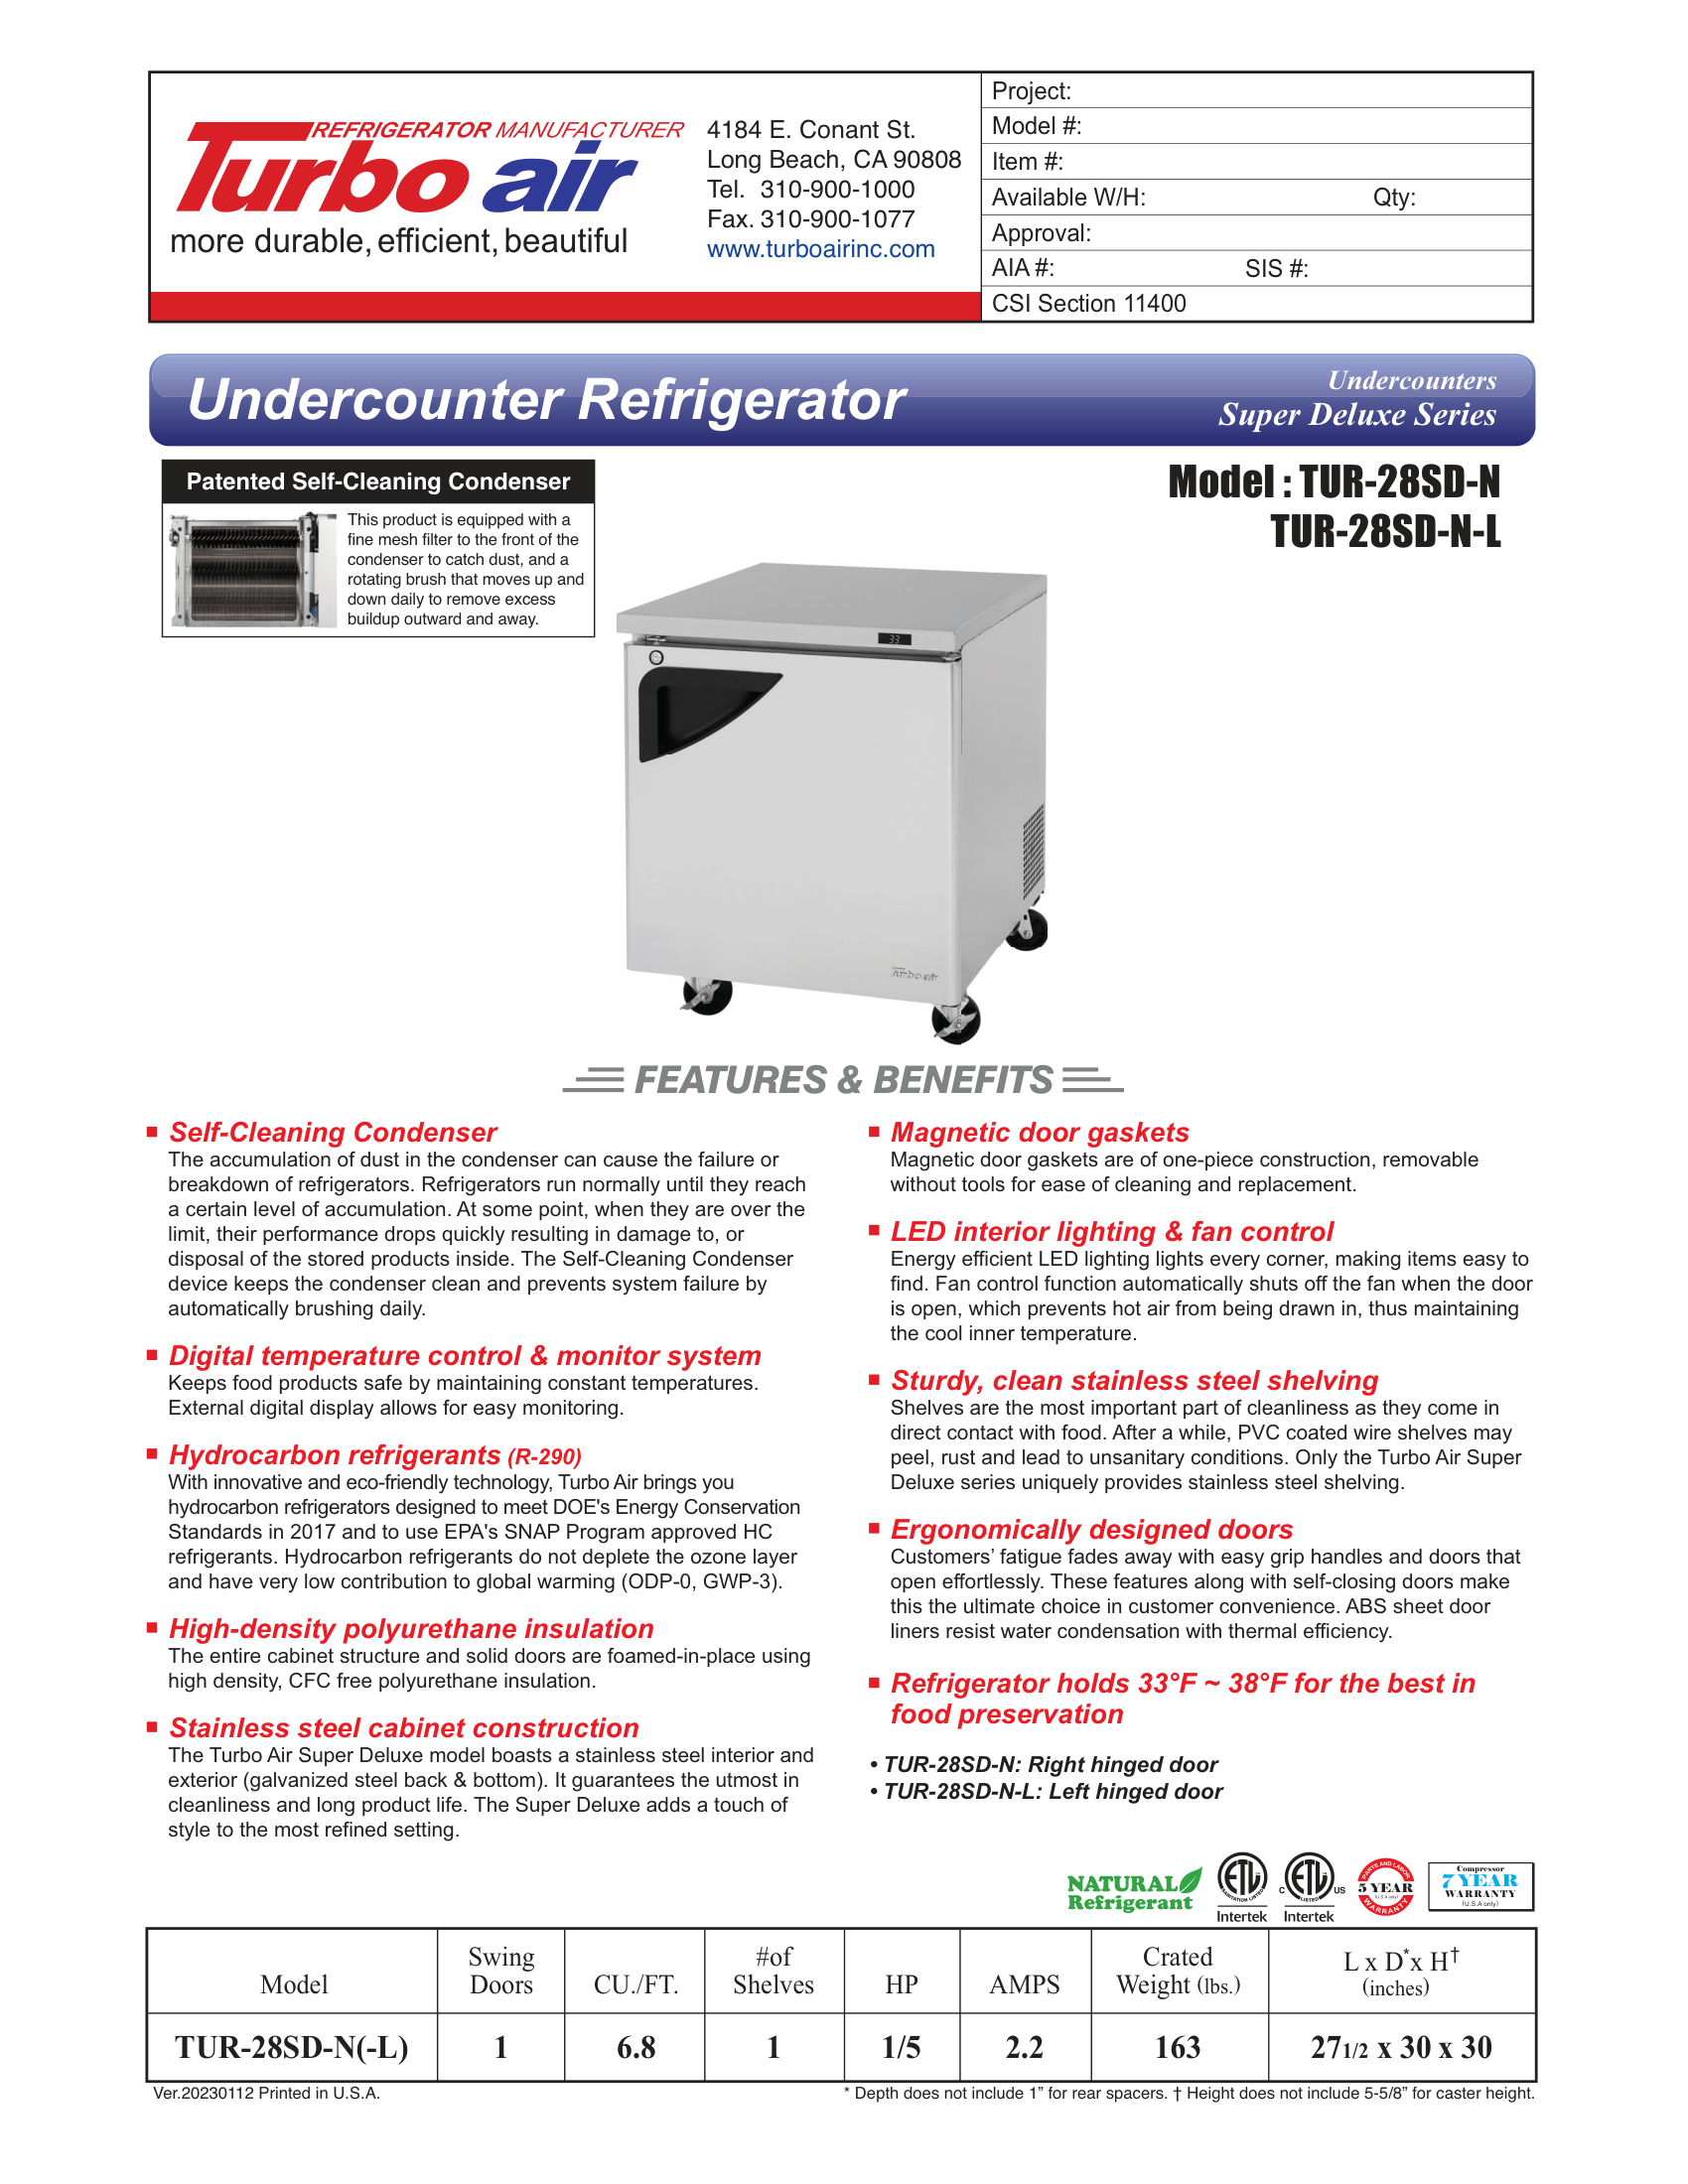 REFRIGERATOR MANUFACTURER
Turbo air
more durable, efficient, beautiful
4184 E. Conant St.
Long Beach, CA 90808
Tel. 310-900-1000
Fax. 310-900-1077
www.turboairinc.com
Project:
Model #:
Item #:
Available W/H: Qty:
Approval:
AIA #: SIS #:
CSI Section 11400
Undercounter Refrigerator
Undercounters
Super Deluxe Series
Patented Self-Cleaning Condenser
This product is equipped with a
fine mesh filter to the front of the
condenser to catch dust, and a
rotating brush that moves up and
down daily to remove excess
buildup outward and away.
Model : TUR-28SD-N
TUR-28SD-N-L
33
Turbo air
FEATURES & BENEFITS
■ Self-Cleaning Condenser
The accumulation of dust in the condenser can cause the failure or
breakdown of refrigerators. Refrigerators run normally until they reach
a certain level of accumulation. At some point, when they are over the
limit, their performance drops quickly resulting in damage to, or
disposal of the stored products inside. The Self-Cleaning Condenser
device keeps the condenser clean and prevents system failure by
automatically brushing daily.
■ Digital temperature control & monitor system
Keeps food products safe by maintaining constant temperatures.
External digital display allows for easy monitoring.
■ Hydrocarbon refrigerants (R-290)
With innovative and eco-friendly technology, Turbo Air brings you
hydrocarbon refrigerators designed to meet DOE's Energy Conservation
Standards in 2017 and to use EPA's SNAP Program approved HC
refrigerants. Hydrocarbon refrigerants do not deplete the ozone layer
and have very low contribution to global warming (ODP-0, GWP-3).
■ High-density polyurethane insulation
The entire cabinet structure and solid doors are foamed-in-place using
high density, CFC free polyurethane insulation.
■ Stainless steel cabinet construction
The Turbo Air Super Deluxe model boasts a stainless steel interior and
exterior (galvanized steel back & bottom). It guarantees the utmost in
cleanliness and long product life. The Super Deluxe adds a touch of
style to the most refined setting.
■ Magnetic door gaskets
Magnetic door gaskets are of one-piece construction, removable
without tools for ease of cleaning and replacement.
■ LED interior lighting & fan control
Energy efficient LED lighting lights every corner, making items easy to
find. Fan control function automatically shuts off the fan when the door
is open, which prevents hot air from being drawn in, thus maintaining
the cool inner temperature.
■ Sturdy, clean stainless steel shelving
Shelves are the most important part of cleanliness as they come in
direct contact with food. After a while, PVC coated wire shelves may
peel, rust and lead to unsanitary conditions. Only the Turbo Air Super
Deluxe series uniquely provides stainless steel shelving.
■ Ergonomically designed doors
Customers' fatigue fades away with easy grip handles and doors that
open effortlessly. These features along with self-closing doors make
this the ultimate choice in customer convenience. ABS sheet door
liners resist water condensation with thermal efficiency.
■ Refrigerator holds 33°F ~ 38°F for the best in
food preservation
• TUR-28SD-N: Right hinged door
• TUR-28SD-N-L: Left hinged door
NATURAL
Refrigerant
ETL
SANITATION LISTED
Intertek
C ETL US
LISTED
Intertek
PARTS AND LABOR
5 YEAR
(U.S.A only)
WARRANTY
Compressor
7 YEAR
WARRANTY
(U.S.A only)
Model Swing Doors CU./FT. #of Shelves HP AMPS Crated Weight (lbs.) L x D* x H† (inches)
TUR-28SD-N(-L) 1 6.8 1 1/5 2.2 163 27 1/2 x 30 x 30
Ver.20230112 Printed in U.S.A.
* Depth does not include 1” for rear spacers. † Height does not include 5-5/8” for caster height.